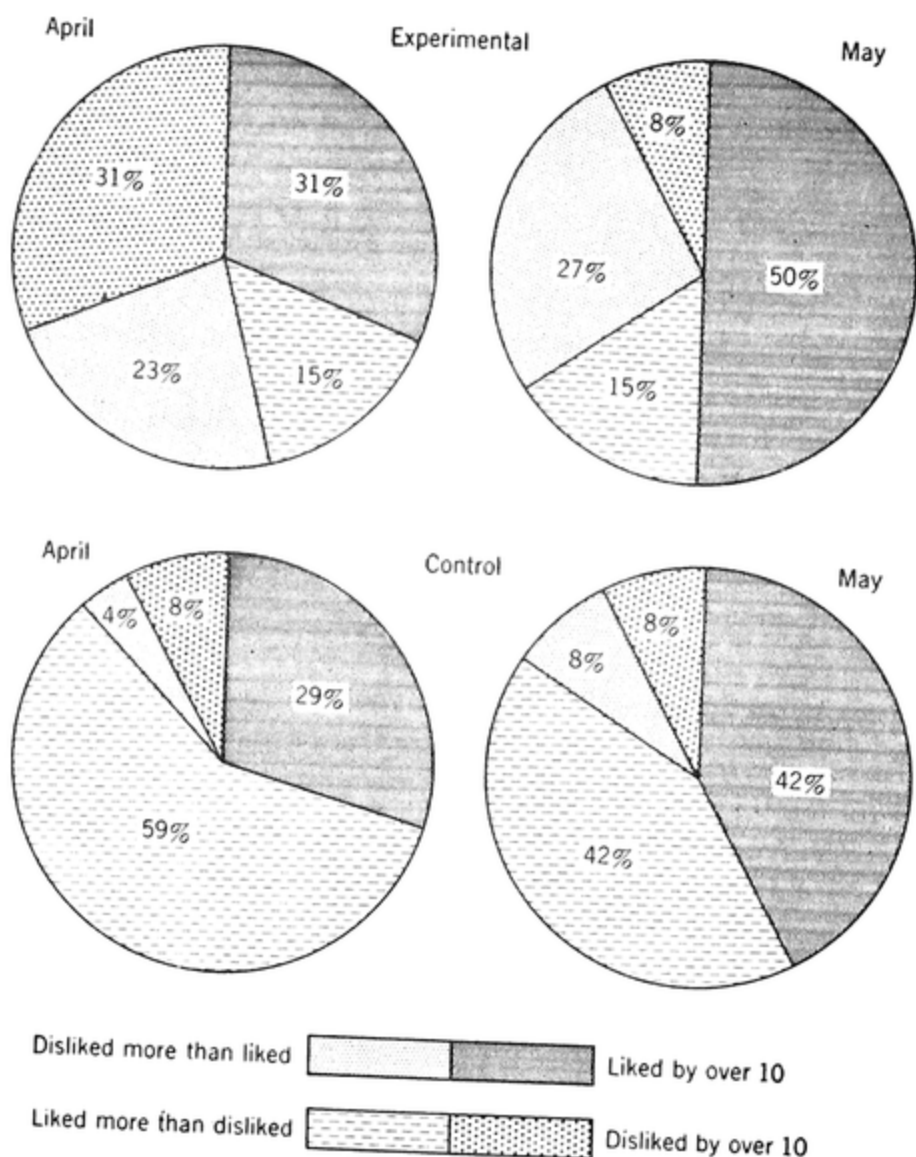 April Experimental May
31% 31% 8%
27% 50%
23% 15% 15%
April Control May
4% 8% 8%
8%
29%
42%
59% 42%
Disliked more than liked Liked by over 10
Liked more than disliked Disliked by over 10